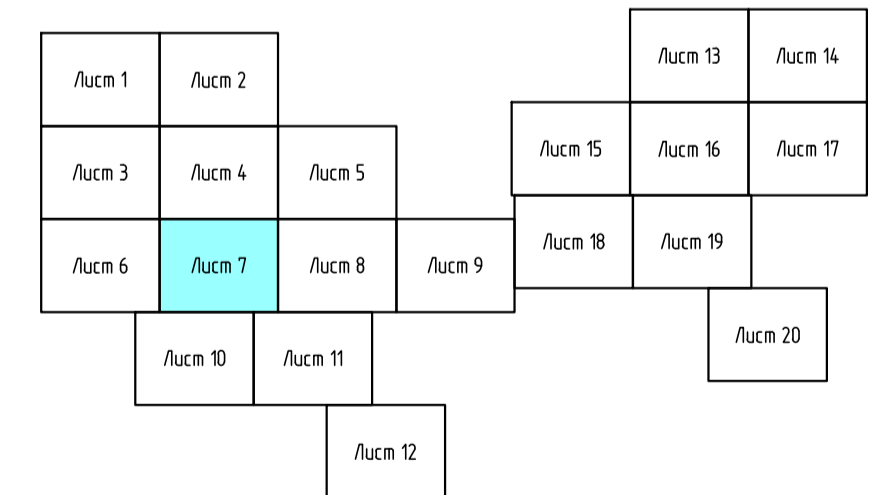 Лист 1
Лист 2
Лист 3
Лист 4
Лист 5
Лист 6
Лист 7
Лист 8
Лист 9
Лист 10
Лист 11
Лист 12
Лист 13
Лист 14
Лист 15
Лист 16
Лист 17
Лист 18
Лист 19
Лист 20